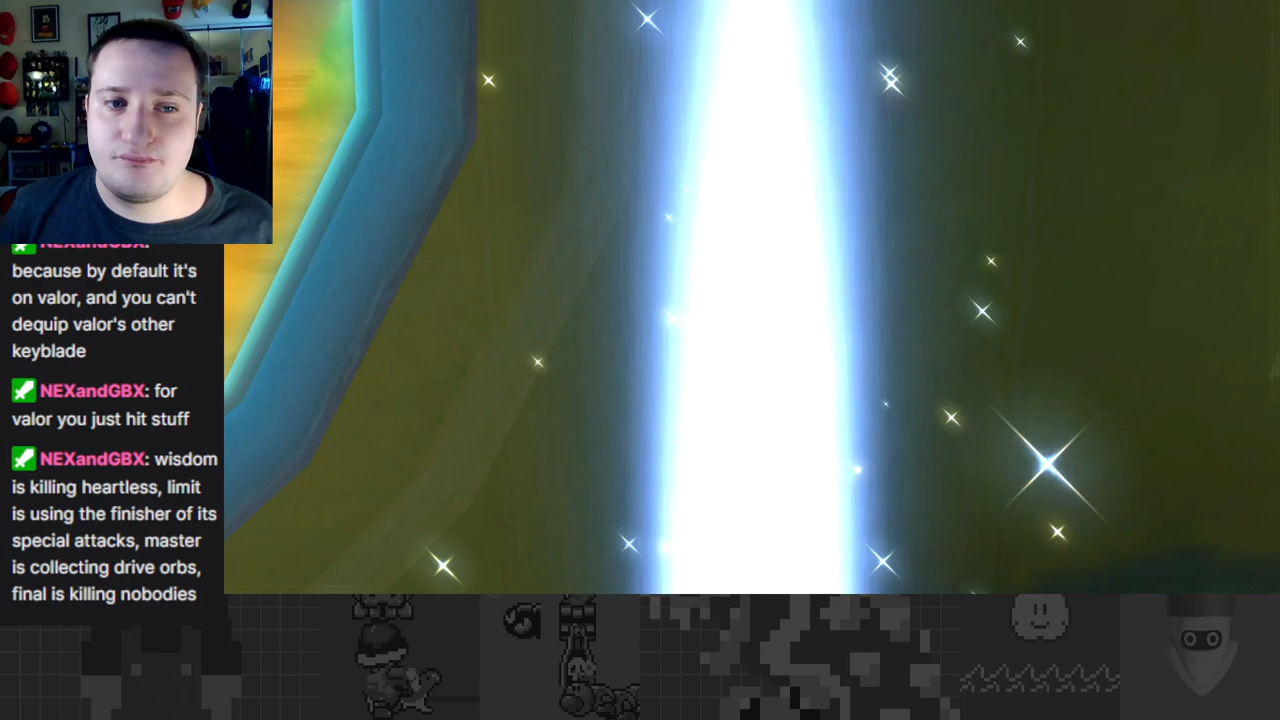 NEXandGBX:
because by default it's
on valor, and you can't
dequip valor's other
keyblade
NEXandGBX: for
valor you just hit stuff
NEXandGBX: wisdom
is killing heartless, limit
is using the finisher of its
special attacks, master
is collecting drive orbs,
final is killing nobodies